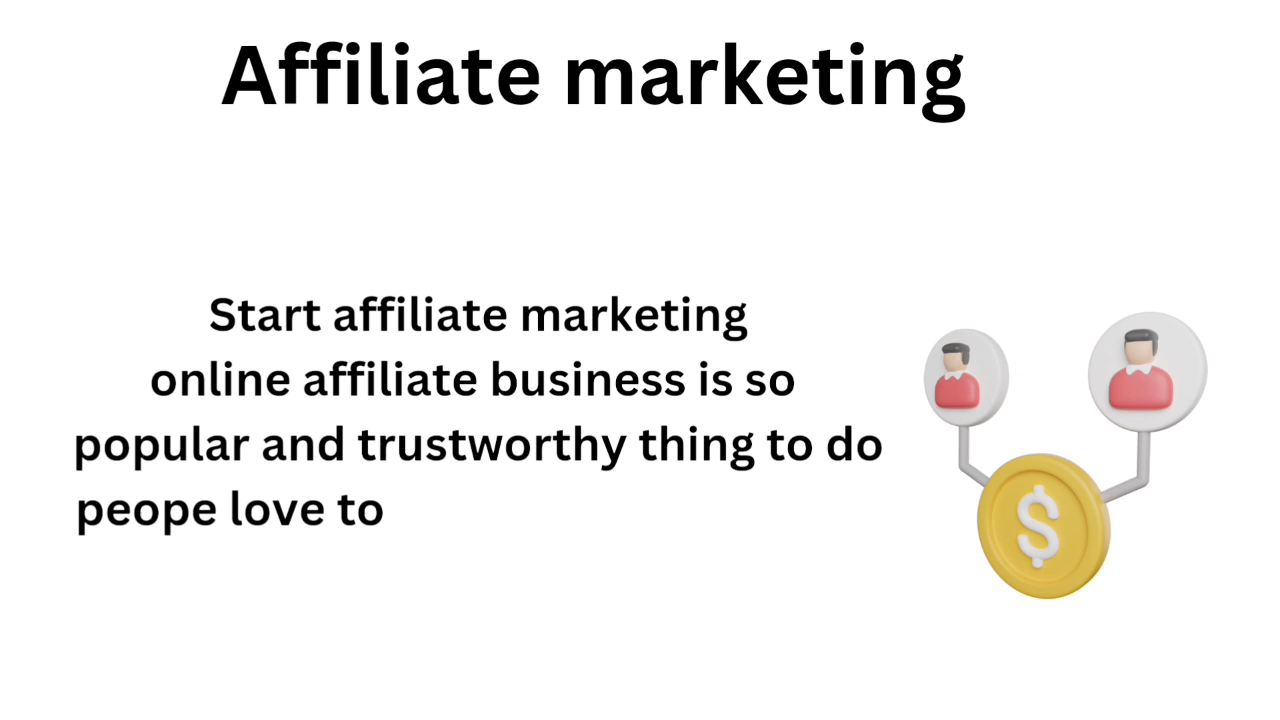 Affiliate marketing
Start affiliate marketing
online affiliate business is so
popular and trustworthy thing to do
peope love to
$